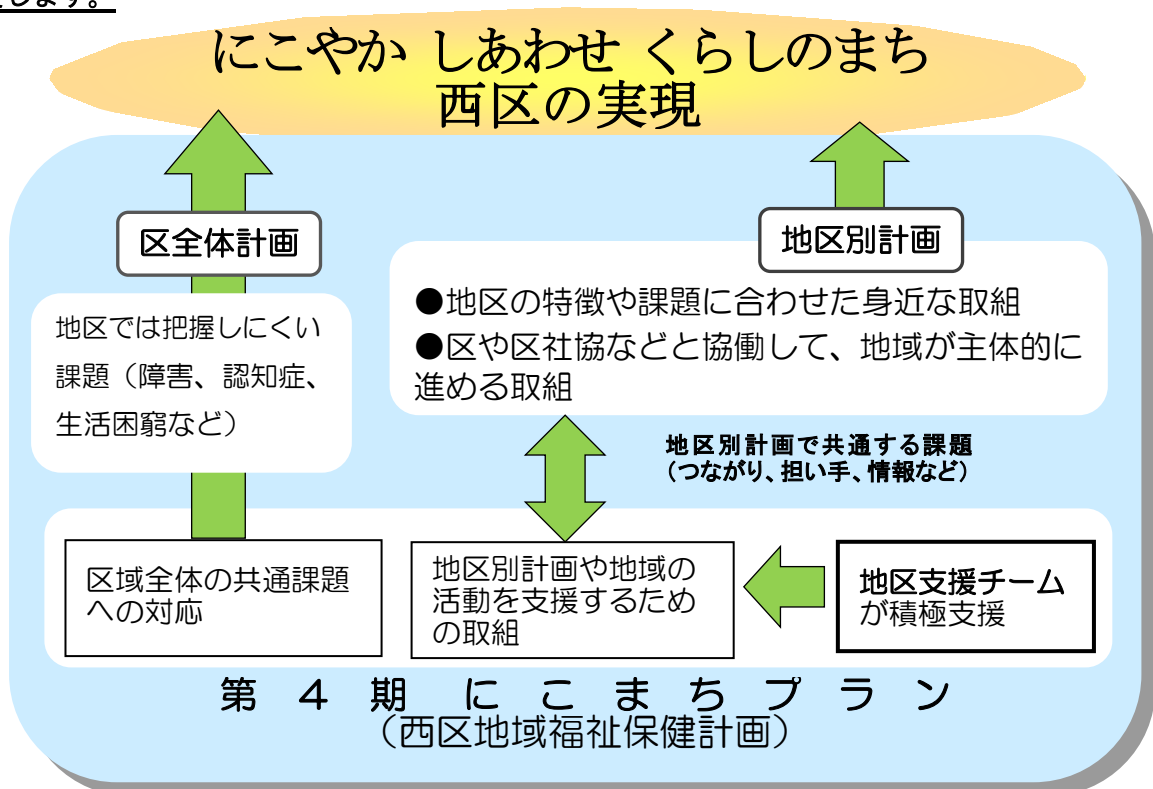 します。
にこやか しあわせ くらしのまち
西区の実現
区全体計画
地区では把握しにくい
課題（障害、認知症、
生活困窮など）
地区別計画
●地区の特徴や課題に合わせた身近な取組
●区や区社協などと協働して、地域が主体的に
進める取組
地区別計画で共通する課題
（つながり、担い手、情報など）
区域全体の共通課題
への対応
地区別計画や地域の
活動を支援するため
の取組
地区支援チーム
が積極支援
第４期にこまちプラン
（西区地域福祉保健計画）